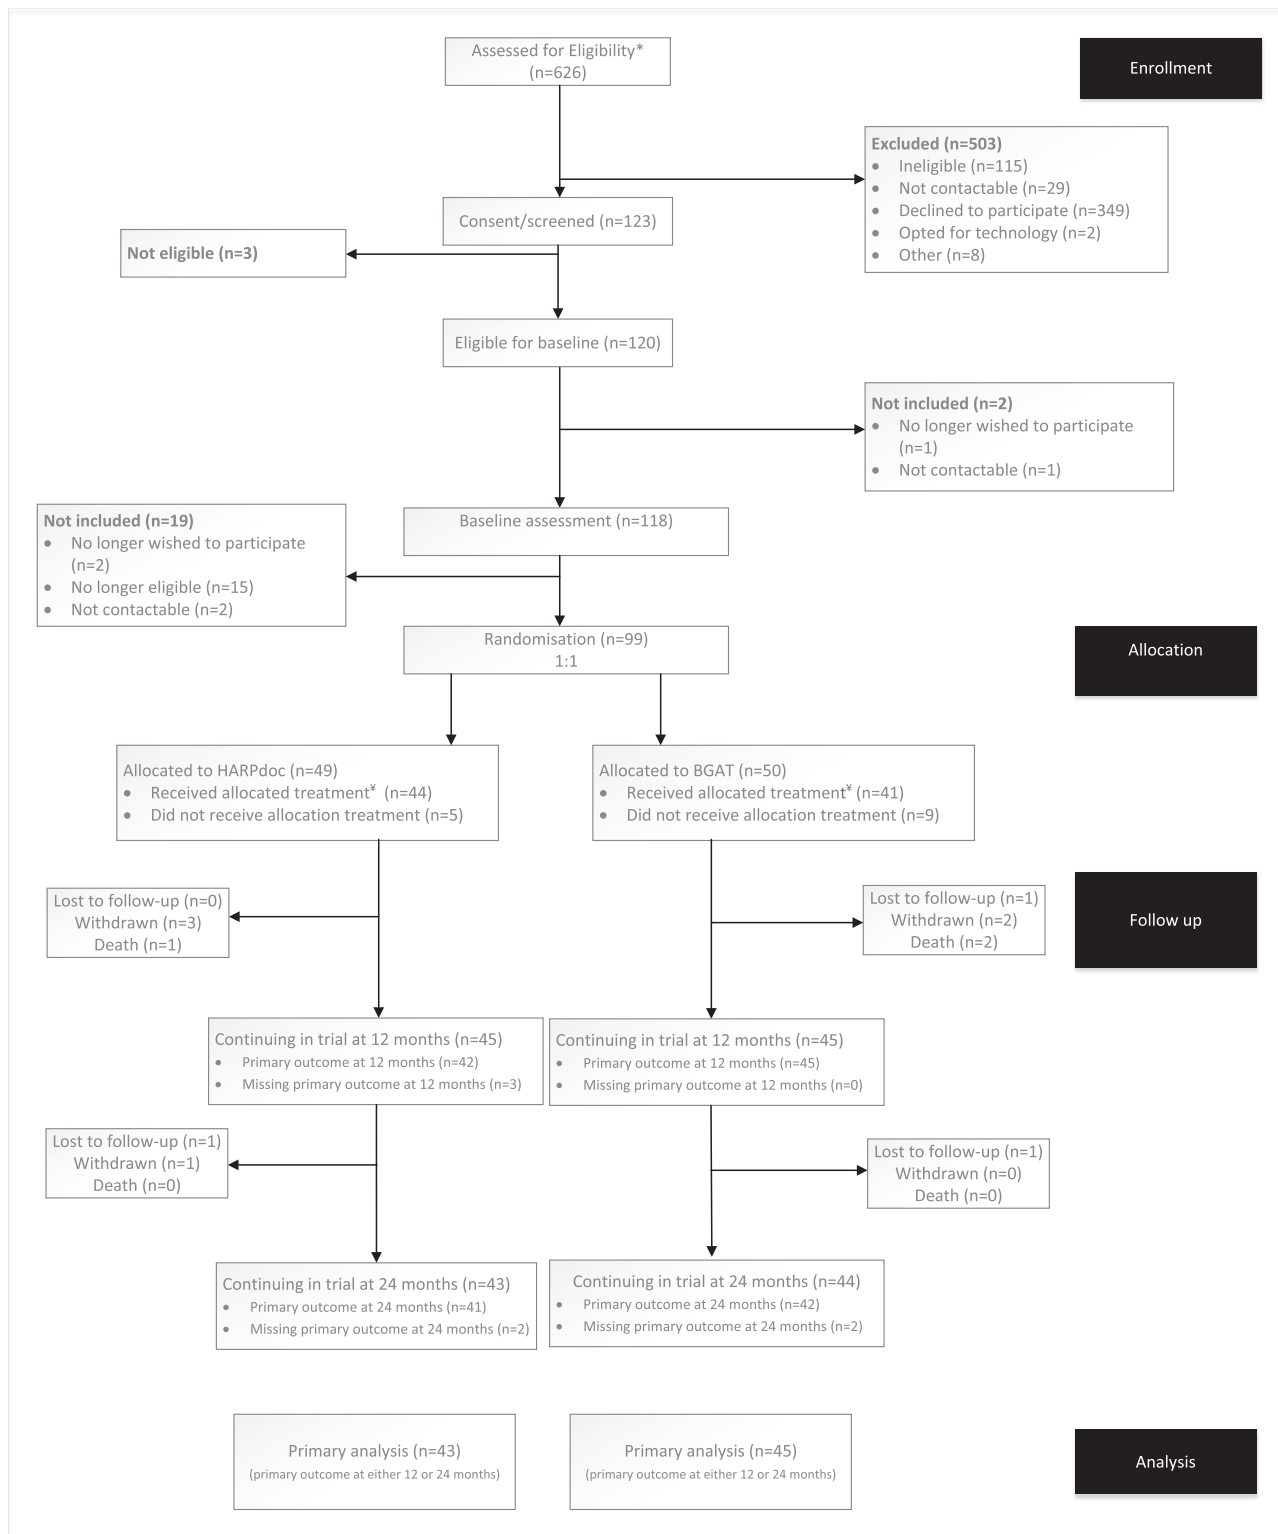 Assessed for Eligibility*
(n=626)
Enrollment
Excluded (n=503)
• Ineligible (n=115)
• Not contactable (n=29)
• Declined to participate (n=349)
• Opted for technology (n=2)
• Other (n=8)
Consent/screened (n=123)
Not eligible (n=3)
Eligible for baseline (n=120)
Not included (n=2)
• No longer wished to participate
(n=1)
• Not contactable (n=1)
Baseline assessment (n=118)
Not included (n=19)
• No longer wished to participate
(n=2)
• No longer eligible (n=15)
• Not contactable (n=2)
Randomisation (n=99)
1:1
Allocation
Allocated to HARPdoc (n=49)
• Received allocated treatment¥ (n=44)
• Did not receive allocation treatment (n=5)
Allocated to BGAT (n=50)
• Received allocated treatment¥ (n=41)
• Did not receive allocation treatment (n=9)
Lost to follow-up (n=0)
Withdrawn (n=3)
Death (n=1)
Lost to follow-up (n=1)
Withdrawn (n=2)
Death (n=2)
Follow up
Continuing in trial at 12 months (n=45)
• Primary outcome at 12 months (n=42)
• Missing primary outcome at 12 months (n=3)
Continuing in trial at 12 months (n=45)
• Primary outcome at 12 months (n=45)
• Missing primary outcome at 12 months (n=0)
Lost to follow-up (n=1)
Withdrawn (n=1)
Death (n=0)
Lost to follow-up (n=1)
Withdrawn (n=0)
Death (n=0)
Continuing in trial at 24 months (n=43)
• Primary outcome at 24 months (n=41)
• Missing primary outcome at 24 months (n=2)
Continuing in trial at 24 months (n=44)
• Primary outcome at 24 months (n=42)
• Missing primary outcome at 24 months (n=2)
Primary analysis (n=43)
(primary outcome at either 12 or 24 months)
Primary analysis (n=45)
(primary outcome at either 12 or 24 months)
Analysis